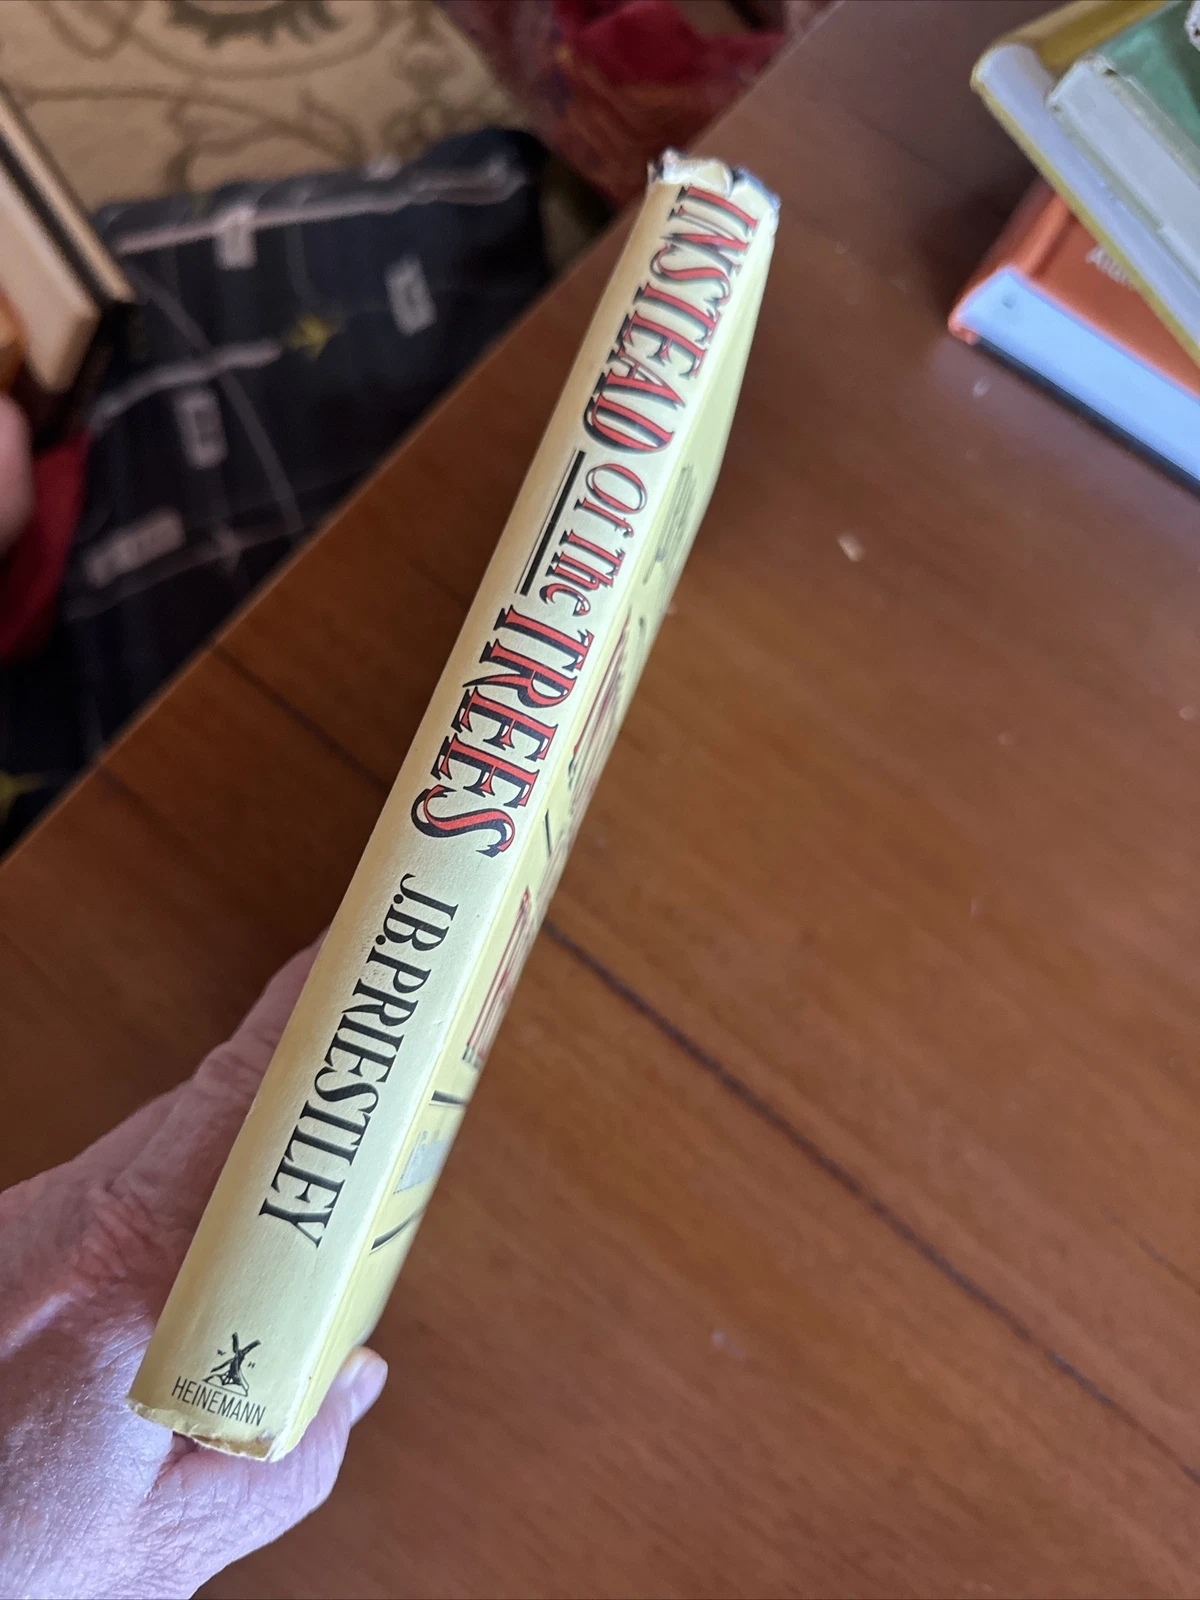 INSTEAD Of The TREES J.B.PRIESTLEY
HEINEMANN